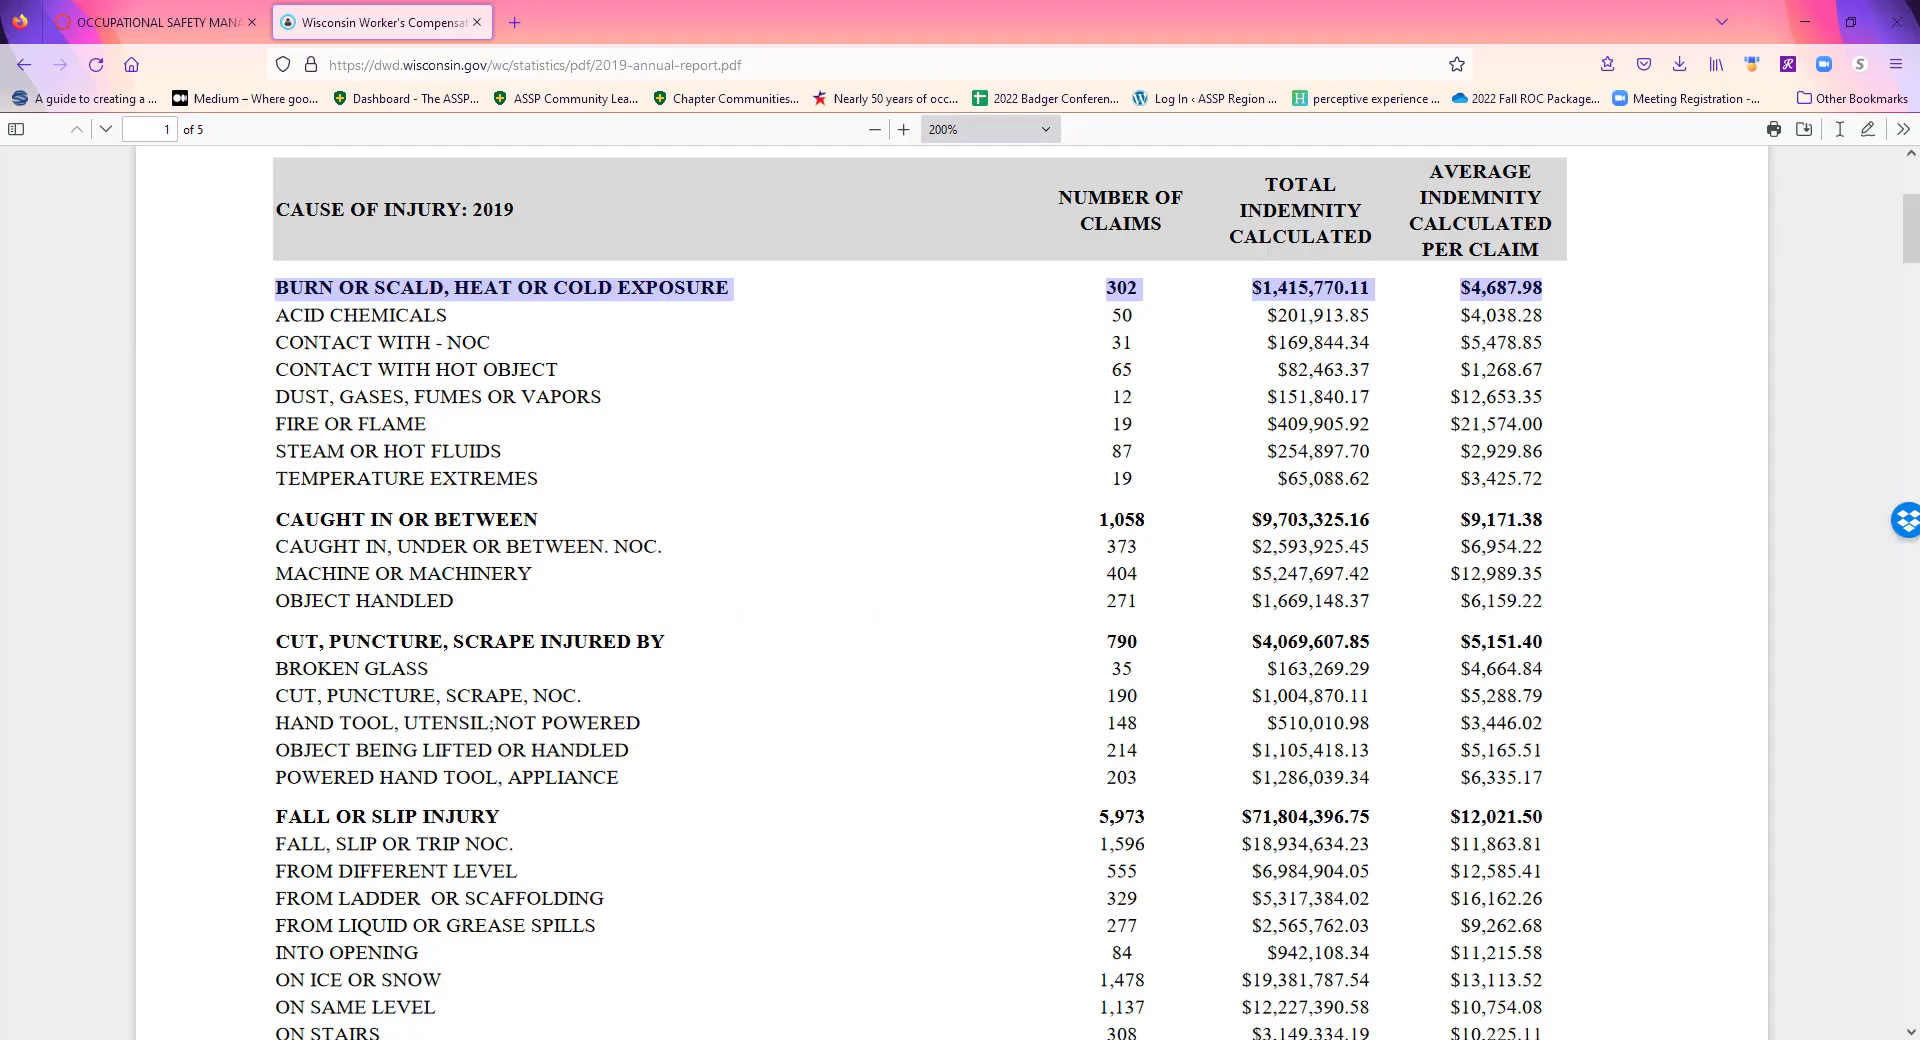 OCCUPATIONAL SAFETY MANA
Wisconsin Worker's Compensat
https://dwd.wisconsin.gov/wc/statistics/pdf/2019-annual-report.pdf
A guide to creating a ... Medium – Where goo... Dashboard - The ASSP... ASSP Community Lea... Chapter Communities... Nearly 50 years of occ... 2022 Badger Conferen... Log In ‹ ASSP Region ... perceptive experience ... 2022 Fall ROC Package... Meeting Registration -... Other Bookmarks
1 of 5 200%
CAUSE OF INJURY: 2019
NUMBER OF
CLAIMS
TOTAL
INDEMNITY
CALCULATED
AVERAGE
INDEMNITY
CALCULATED
PER CLAIM
BURN OR SCALD, HEAT OR COLD EXPOSURE 302 $1,415,770.11 $4,687.98
ACID CHEMICALS 50 $201,913.85 $4,038.28
CONTACT WITH - NOC 31 $169,844.34 $5,478.85
CONTACT WITH HOT OBJECT 65 $82,463.37 $1,268.67
DUST, GASES, FUMES OR VAPORS 12 $151,840.17 $12,653.35
FIRE OR FLAME 19 $409,905.92 $21,574.00
STEAM OR HOT FLUIDS 87 $254,897.70 $2,929.86
TEMPERATURE EXTREMES 19 $65,088.62 $3,425.72
CAUGHT IN OR BETWEEN 1,058 $9,703,325.16 $9,171.38
CAUGHT IN, UNDER OR BETWEEN. NOC. 373 $2,593,925.45 $6,954.22
MACHINE OR MACHINERY 404 $5,247,697.42 $12,989.35
OBJECT HANDLED 271 $1,669,148.37 $6,159.22
CUT, PUNCTURE, SCRAPE INJURED BY 790 $4,069,607.85 $5,151.40
BROKEN GLASS 35 $163,269.29 $4,664.84
CUT, PUNCTURE, SCRAPE, NOC. 190 $1,004,870.11 $5,288.79
HAND TOOL, UTENSIL;NOT POWERED 148 $510,010.98 $3,446.02
OBJECT BEING LIFTED OR HANDLED 214 $1,105,418.13 $5,165.51
POWERED HAND TOOL, APPLIANCE 203 $1,286,039.34 $6,335.17
FALL OR SLIP INJURY 5,973 $71,804,396.75 $12,021.50
FALL, SLIP OR TRIP NOC. 1,596 $18,934,634.23 $11,863.81
FROM DIFFERENT LEVEL 555 $6,984,904.05 $12,585.41
FROM LADDER OR SCAFFOLDING 329 $5,317,384.02 $16,162.26
FROM LIQUID OR GREASE SPILLS 277 $2,565,762.03 $9,262.68
INTO OPENING 84 $942,108.34 $11,215.58
ON ICE OR SNOW 1,478 $19,381,787.54 $13,113.52
ON SAME LEVEL 1,137 $12,227,390.58 $10,754.08
ON STAIRS 308 $3,149,334.19 $10,225.11